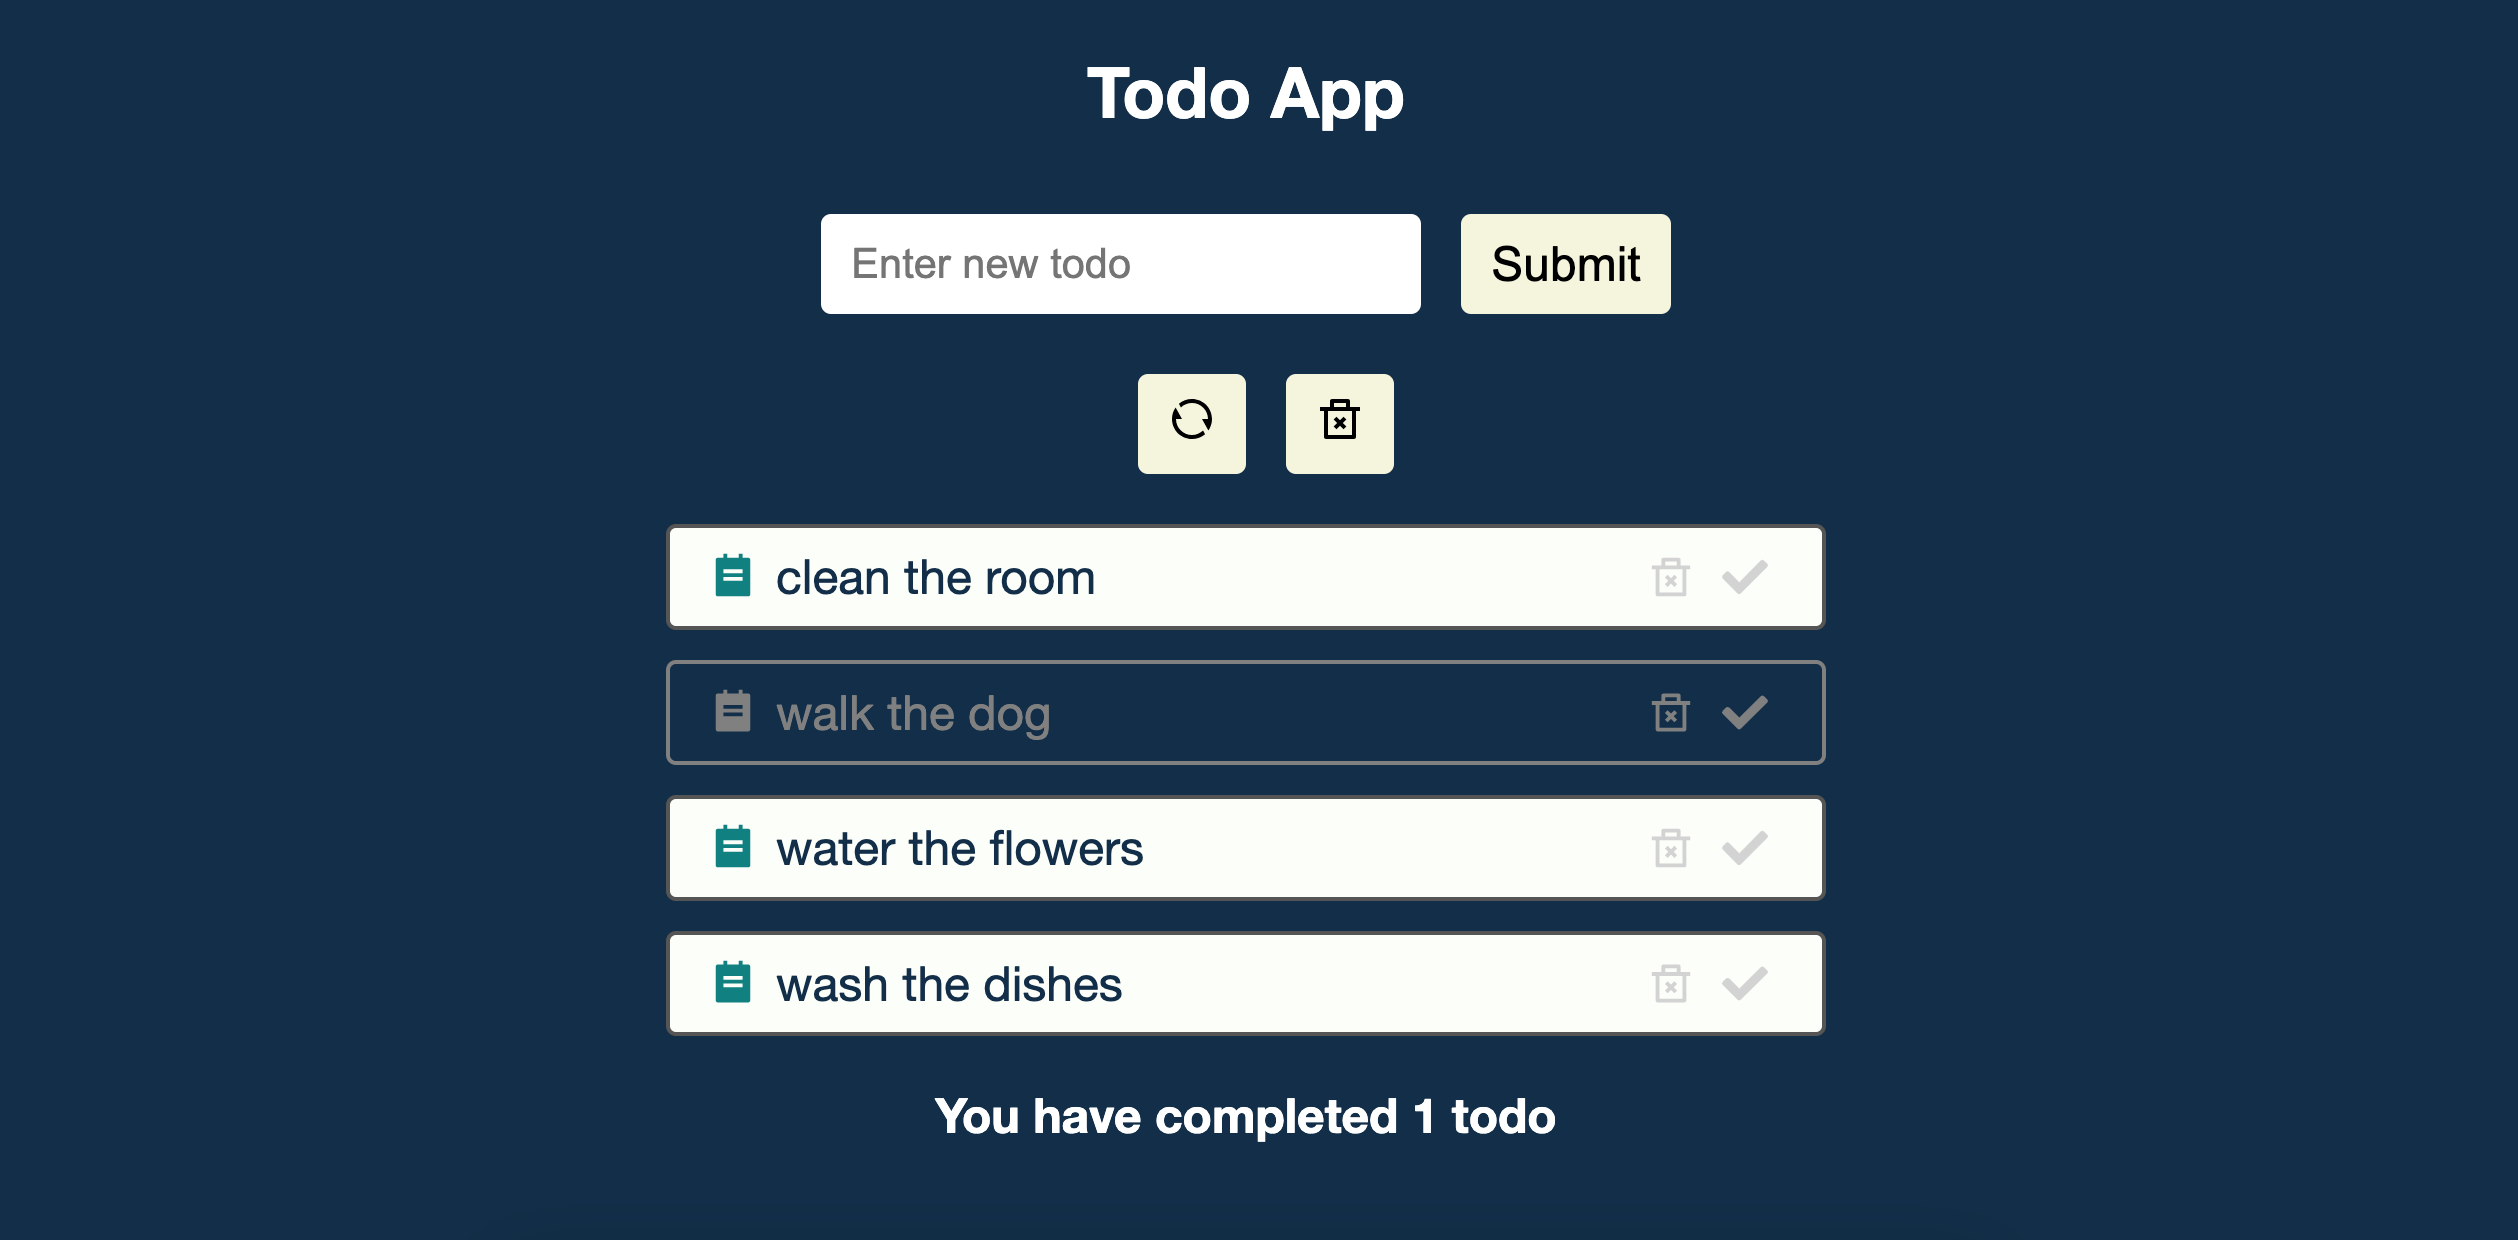 Todo App
Enter new todo
Submit
clean the room
walk the dog
water the flowers
wash the dishes
You have completed 1 todo